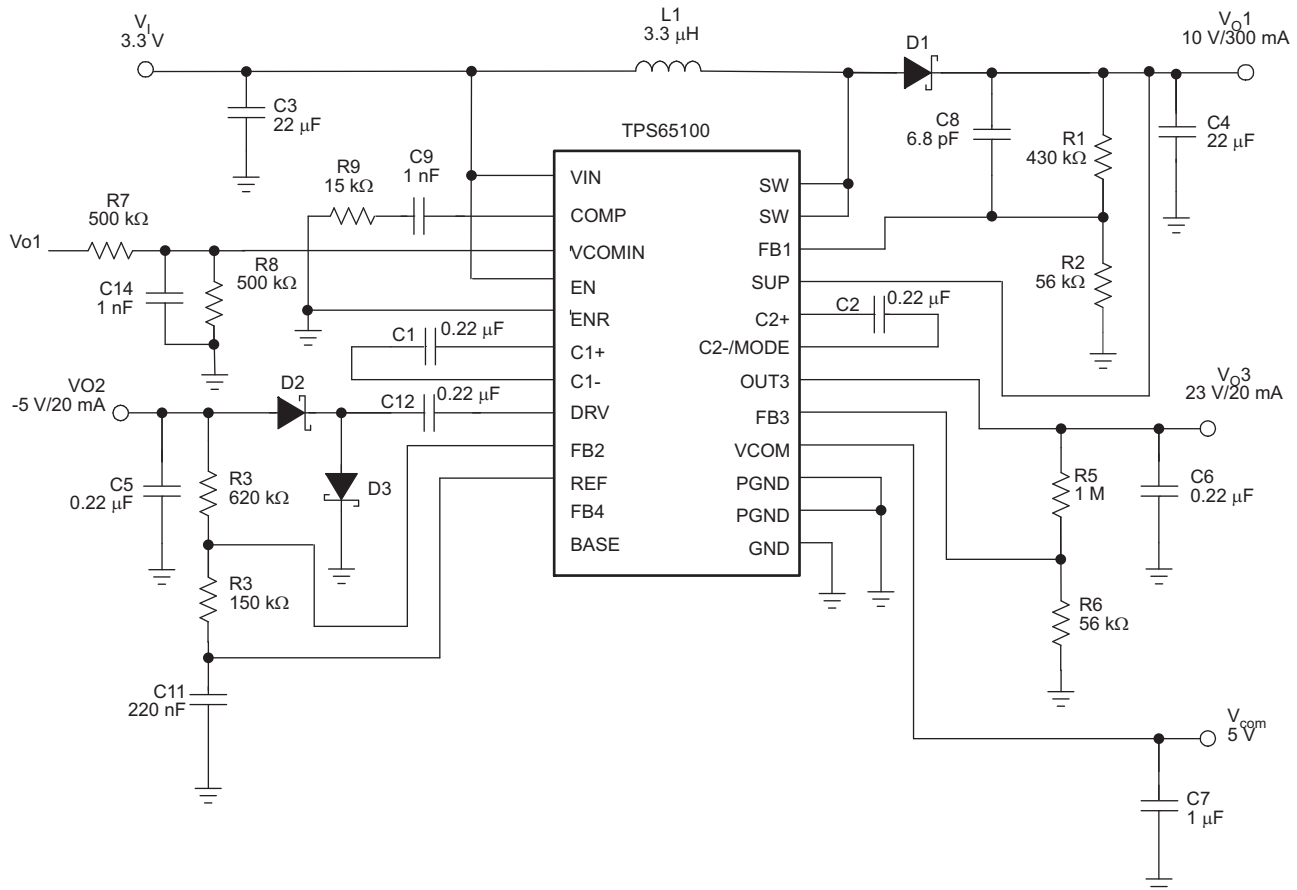 V_I
3.3 V
L1
3.3 μH
D1
V_O1
10 V/300 mA
C3
22 μF
TPS65100
C8
6.8 pF
R1
430 kΩ
C4
22 μF
R9
15 kΩ
C9
1 nF
R7
500 kΩ
Vo1
C14
1 nF
R8
500 kΩ
VIN
COMP
VCOMIN
EN
ENR
C1+
C1-
DRV
FB2
REF
FB4
BASE
SW
SW
FB1
SUP
C2+
C2-/MODE
OUT3
FB3
VCOM
PGND
PGND
GND
R2
56 kΩ
C2
0.22 μF
C1
0.22 μF
VO2
-5 V/20 mA
D2
C12
0.22 μF
V_O3
23 V/20 mA
C5
0.22 μF
R3
620 kΩ
D3
R5
1 M
C6
0.22 μF
R3
150 kΩ
R6
56 kΩ
C11
220 nF
V_com
5 V
C7
1 μF